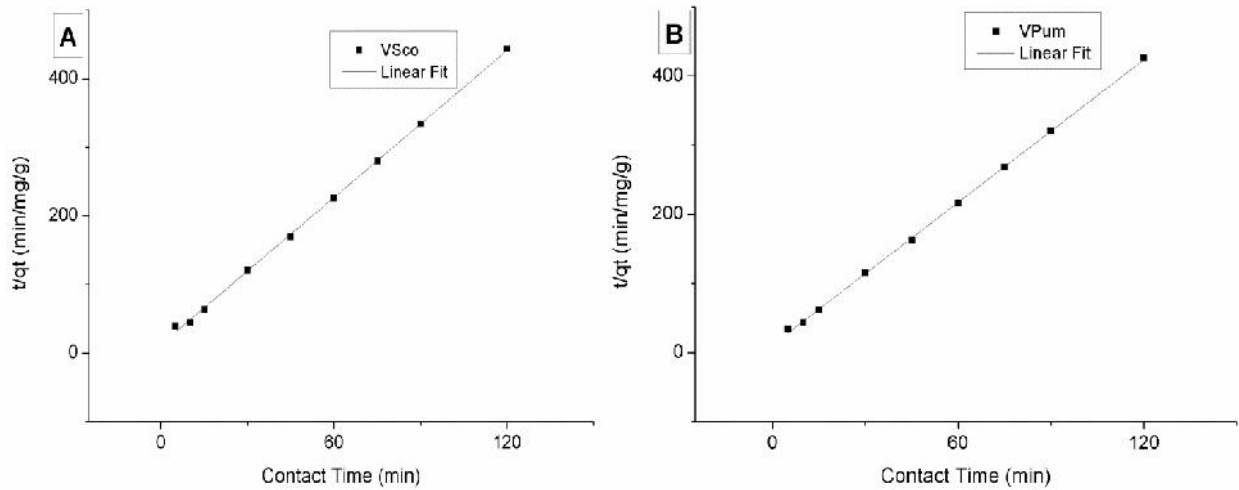 A
VSco
Linear Fit
t/qt (min/mg/g)
400
200
0
0
60
120
Contact Time (min)
B
VPum
Linear Fit
t/qt (min/mg/g)
400
200
0
0
60
120
Contact Time (min)